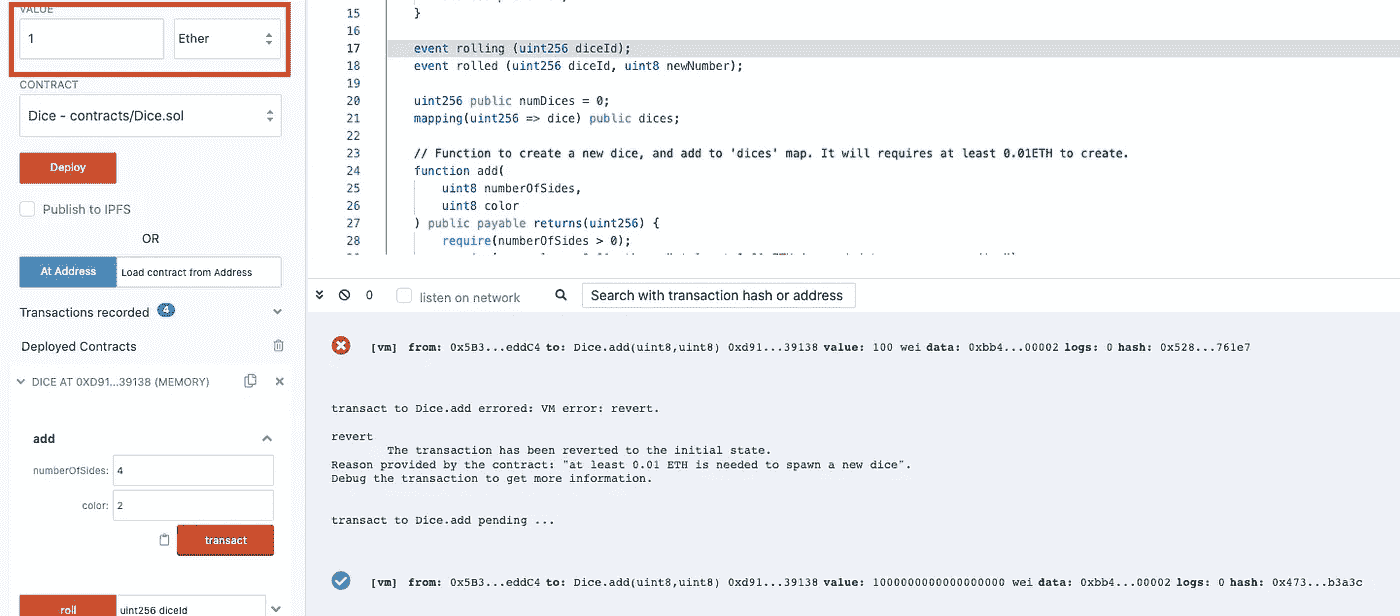 VALUE
1
Ether
CONTRACT
Dice - contracts/Dice.sol
Deploy
Publish to IPFS
OR
At Address
Load contract from Address
Transactions recorded 4
Deployed Contracts
DICE AT 0XD91...39138 (MEMORY)
add
numberOfSides: 4
color: 2
transact
roll
uint256 diceId
15 }
16
17 event rolling (uint256 diceId);
18 event rolled (uint256 diceId, uint8 newNumber);
19
20 uint256 public numDices = 0;
21 mapping(uint256 => dice) public dices;
22
23 // Function to create a new dice, and add to 'dices' map. It will requires at least 0.01ETH to create.
24 function add(
25 uint8 numberOfSides,
26 uint8 color
27 ) public payable returns(uint256) {
28 require(numberOfSides > 0);
0 listen on network Search with transaction hash or address
[vm] from: 0x5B3...eddC4 to: Dice.add(uint8,uint8) 0xd91...39138 value: 100 wei data: 0xbb4...00002 logs: 0 hash: 0x528...761e7
transact to Dice.add errored: VM error: revert.
revert
The transaction has been reverted to the initial state.
Reason provided by the contract: "at least 0.01 ETH is needed to spawn a new dice".
Debug the transaction to get more information.
transact to Dice.add pending ...
[vm] from: 0x5B3...eddC4 to: Dice.add(uint8,uint8) 0xd91...39138 value: 1000000000000000000 wei data: 0xbb4...00002 logs: 0 hash: 0x473...b3a3c